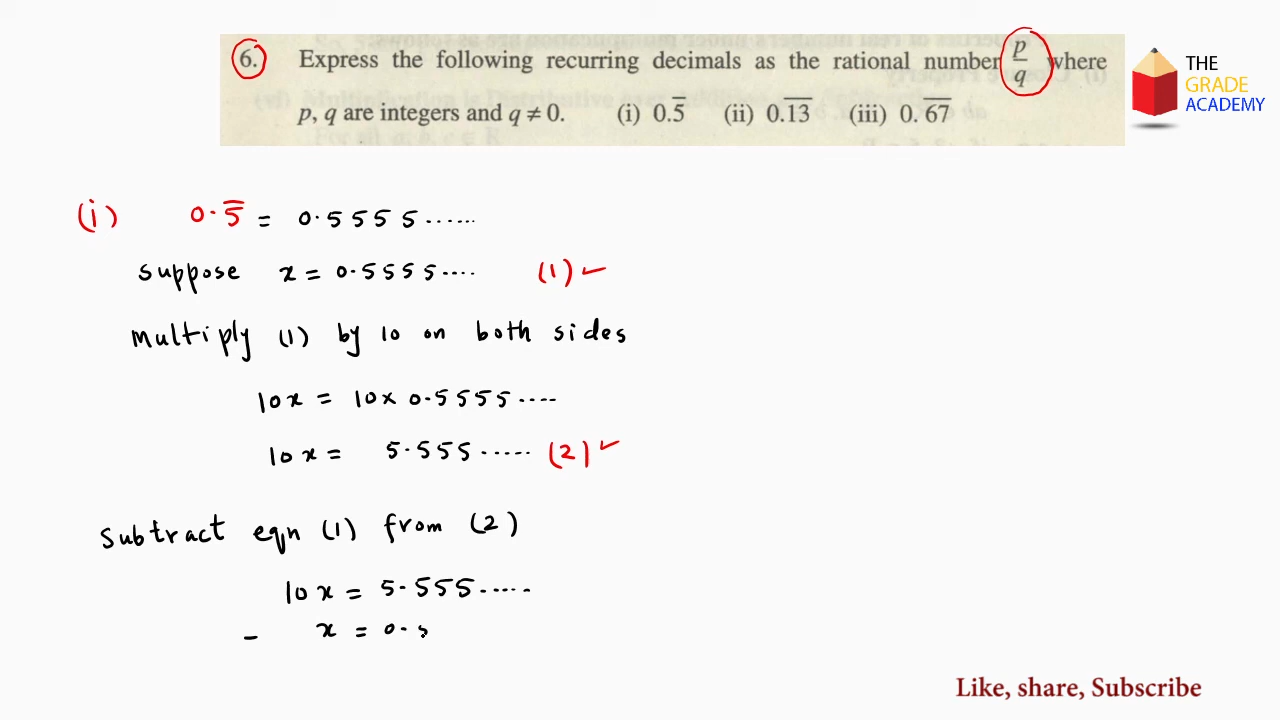 6. Express the following recurring decimals as the rational number p/q where
p, q are integers and q ≠ 0. (i) 0.5̅ (ii) 0.1̅3̅ (iii) 0.6̅7̅
THE
GRADE
ACADEMY
(i) 0.5̅ = 0.5555......
suppose x = 0.5555.... (1) ✓
multiply (1) by 10 on both sides
10x = 10x 0.5555....
10x = 5.555..... (2) ✓
subtract eqn (1) from (2)
10x = 5.555.....
- x = 0.
Like, share, Subscribe